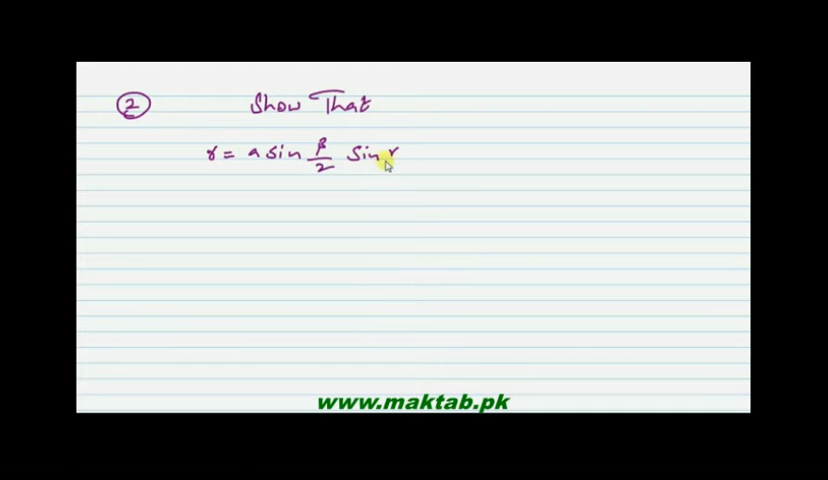 2 Show That
r = a sin β/2 sin γ
www.maktab.pk